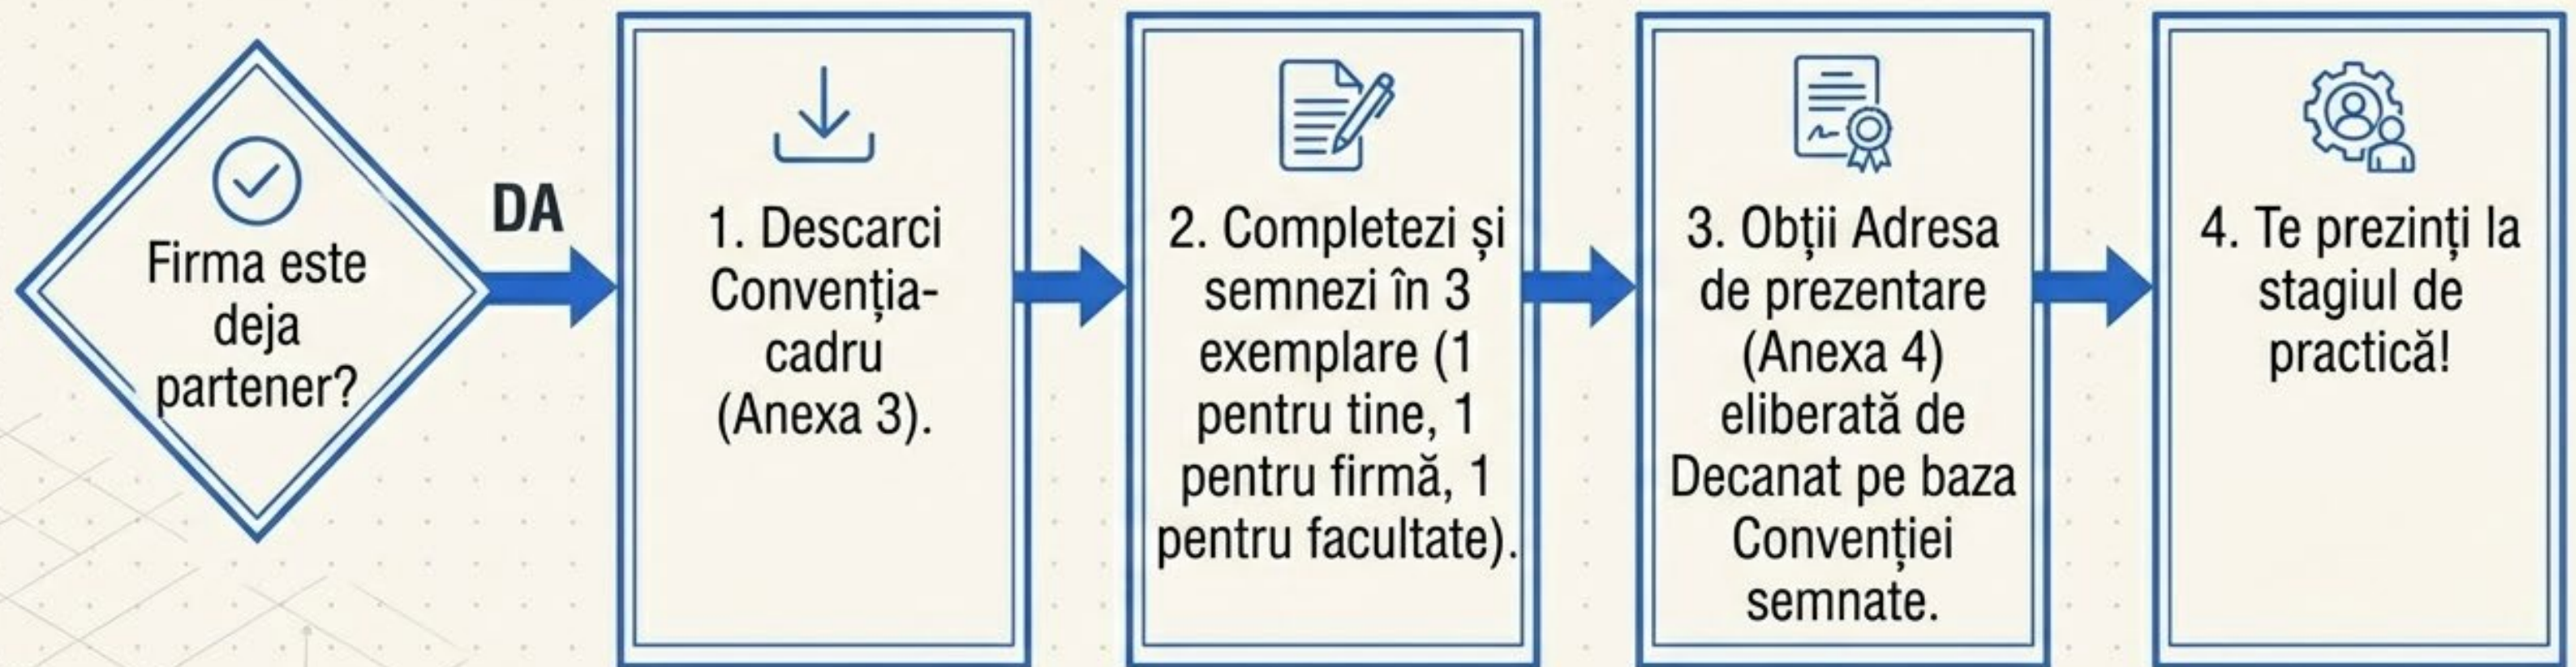 Firma este
deja
partener?
DA
1. Descarci
Convenția-
cadru
(Anexa 3).
2. Completezi și
semnezi în 3
exemplare (1
pentru tine, 1
pentru firmă, 1
pentru facultate).
3. Obții Adresa
de prezentare
(Anexa 4)
eliberată de
Decanat pe baza
Convenției
semnate.
4. Te prezinți la
stagiul de
practică!